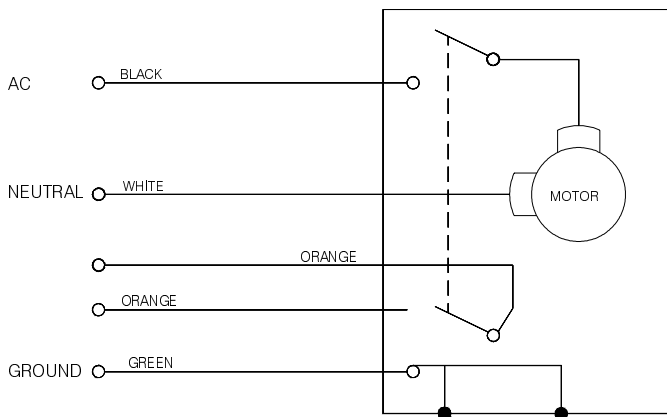 AC
BLACK
NEUTRAL
WHITE
MOTOR
ORANGE
ORANGE
GROUND
GREEN